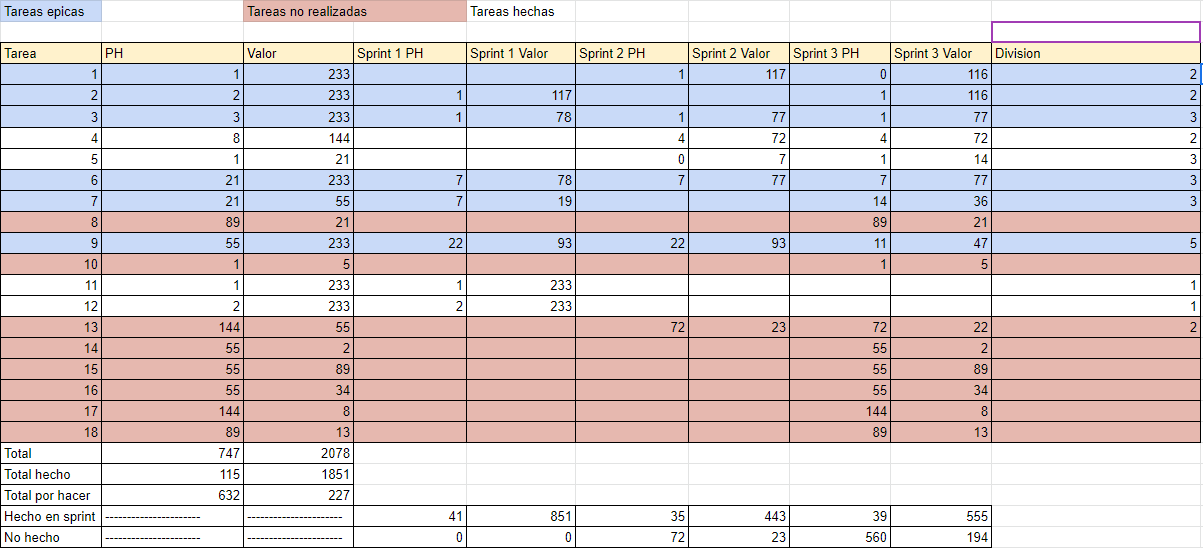 Tareas epicas Tareas no realizadas Tareas hechas
Tarea PH Valor Sprint 1 PH Sprint 1 Valor Sprint 2 PH Sprint 2 Valor Sprint 3 PH Sprint 3 Valor Division
1 1 233 1 117 0 116 2
2 2 233 1 117 1 116 2
3 3 233 1 78 1 77 1 77 3
4 8 144 4 72 4 72 2
5 1 21 0 7 1 14 3
6 21 233 7 78 7 77 7 77 3
7 21 55 7 19 14 36 3
8 89 21 89 21
9 55 233 22 93 22 93 11 47 5
10 1 5 1 5
11 1 233 1 233 1
12 2 233 2 233 1
13 144 55 72 23 72 22 2
14 55 2 55 2
15 55 89 55 89
16 55 34 55 34
17 144 8 144 8
18 89 13 89 13
Total 747 2078
Total hecho 115 1851
Total por hacer 632 227
Hecho en sprint ---------------------- ---------------------- 41 851 35 443 39 555
No hecho ---------------------- ---------------------- 0 0 72 23 560 194